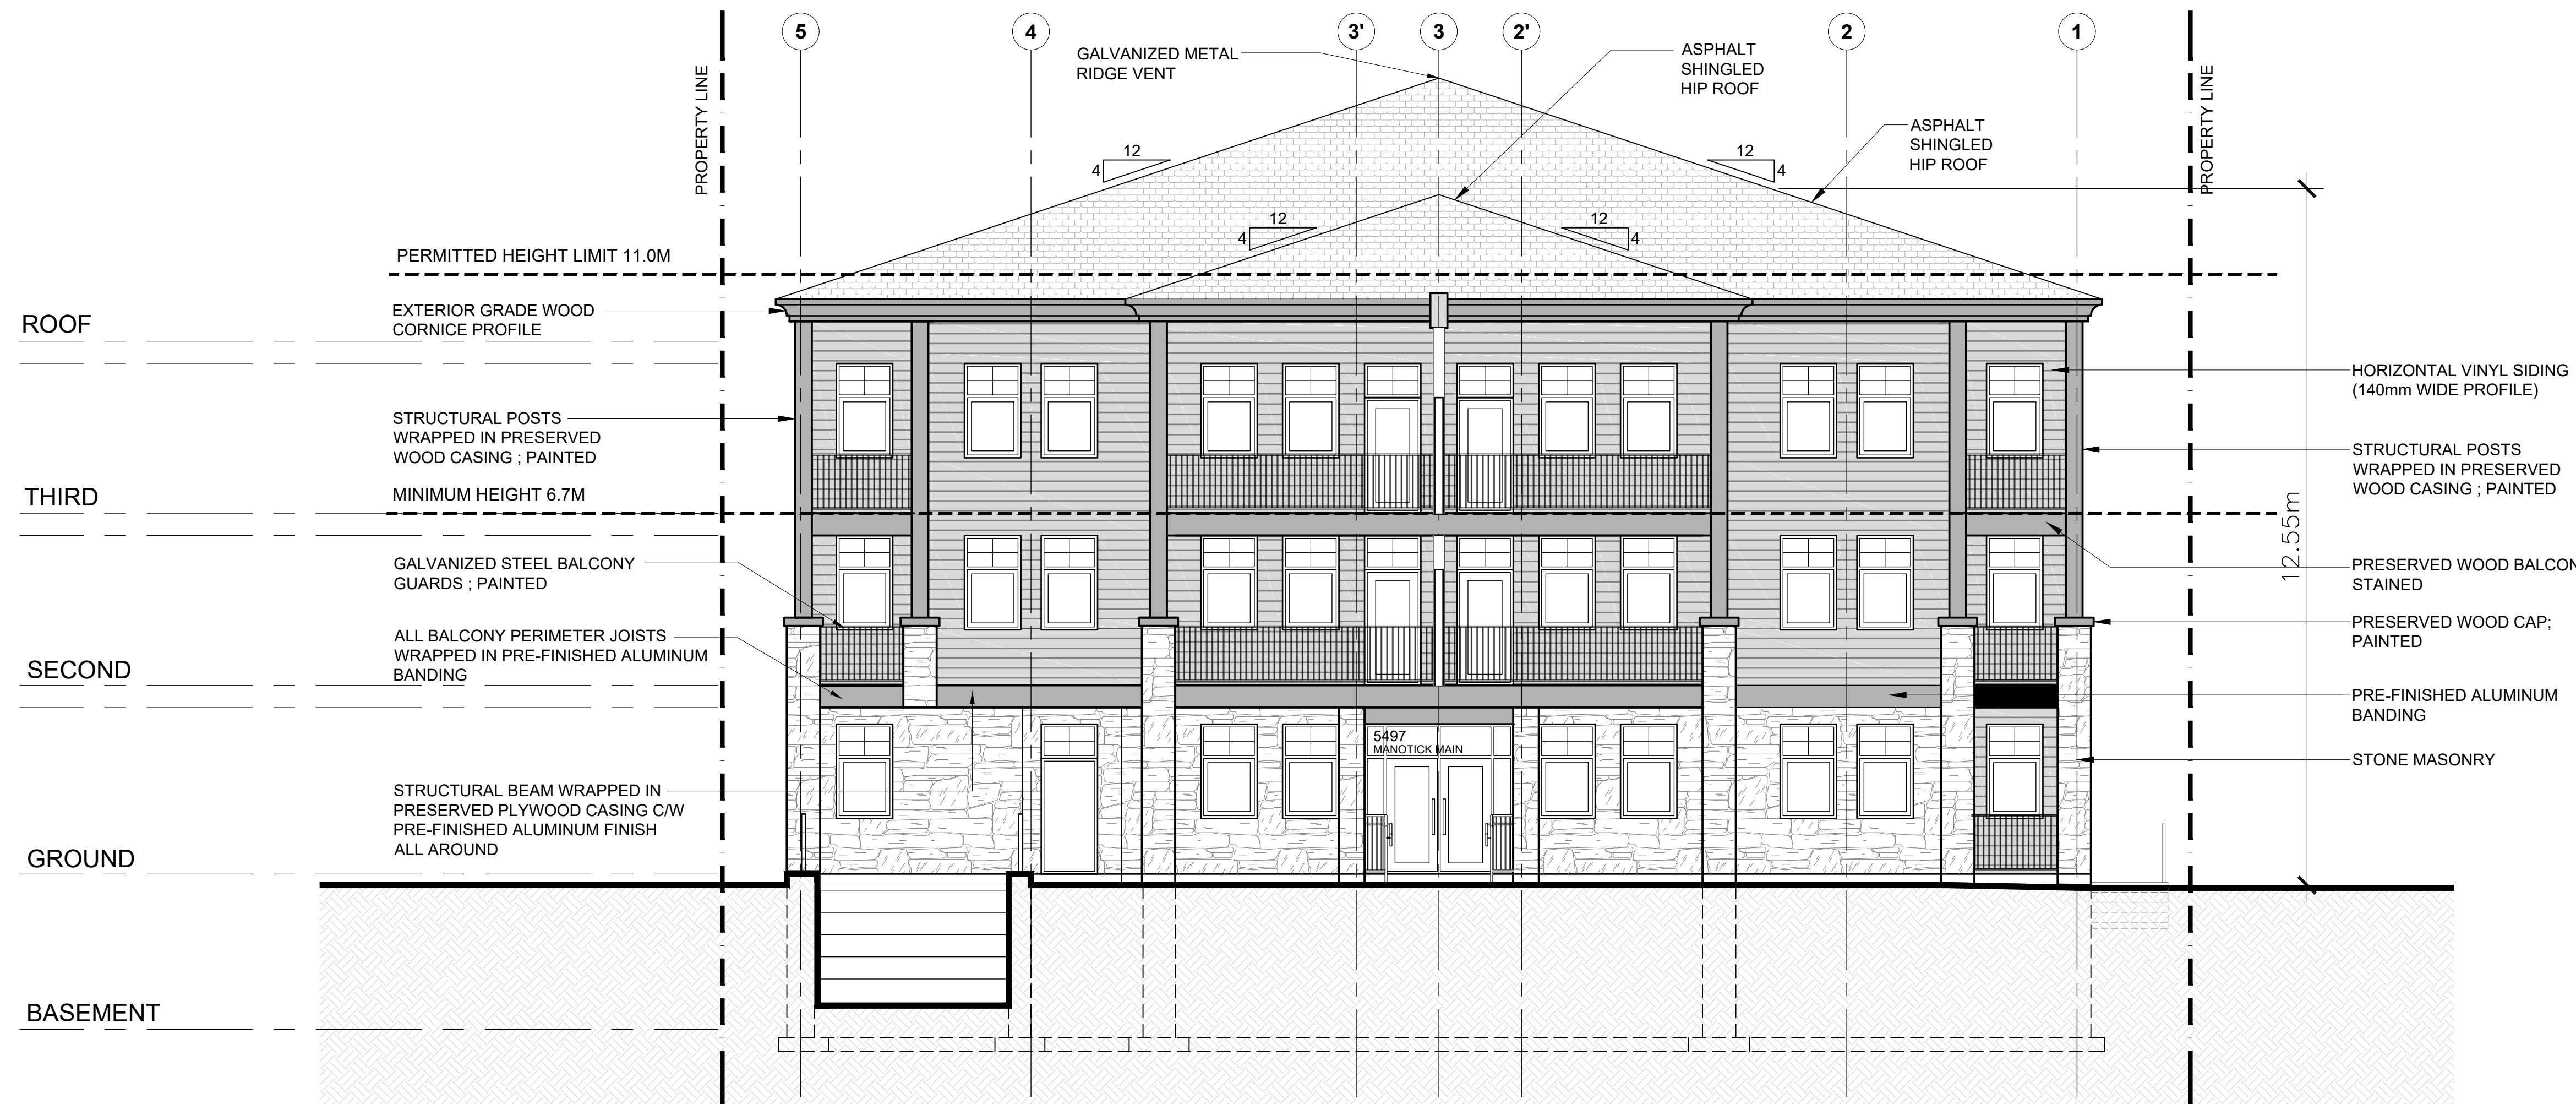 5
4
3'
3
2'
2
1
PROPERTY LINE
PROPERTY LINE
GALVANIZED METAL
RIDGE VENT
ASPHALT
SHINGLED
HIP ROOF
ASPHALT
SHINGLED
HIP ROOF
12
4
12
4
12
4
12
4
PERMITTED HEIGHT LIMIT 11.0M
ROOF
EXTERIOR GRADE WOOD
CORNICE PROFILE
STRUCTURAL POSTS
WRAPPED IN PRESERVED
WOOD CASING ; PAINTED
THIRD
MINIMUM HEIGHT 6.7M
GALVANIZED STEEL BALCONY
GUARDS ; PAINTED
ALL BALCONY PERIMETER JOISTS
WRAPPED IN PRE-FINISHED ALUMINUM
BANDING
SECOND
STRUCTURAL BEAM WRAPPED IN
PRESERVED PLYWOOD CASING C/W
PRE-FINISHED ALUMINUM FINISH
ALL AROUND
GROUND
BASEMENT
5497
MANOTICK MAIN
12.55m
HORIZONTAL VINYL SIDING
(140mm WIDE PROFILE)
STRUCTURAL POSTS
WRAPPED IN PRESERVED
WOOD CASING ; PAINTED
PRESERVED WOOD BALCON
STAINED
PRESERVED WOOD CAP;
PAINTED
PRE-FINISHED ALUMINUM
BANDING
STONE MASONRY